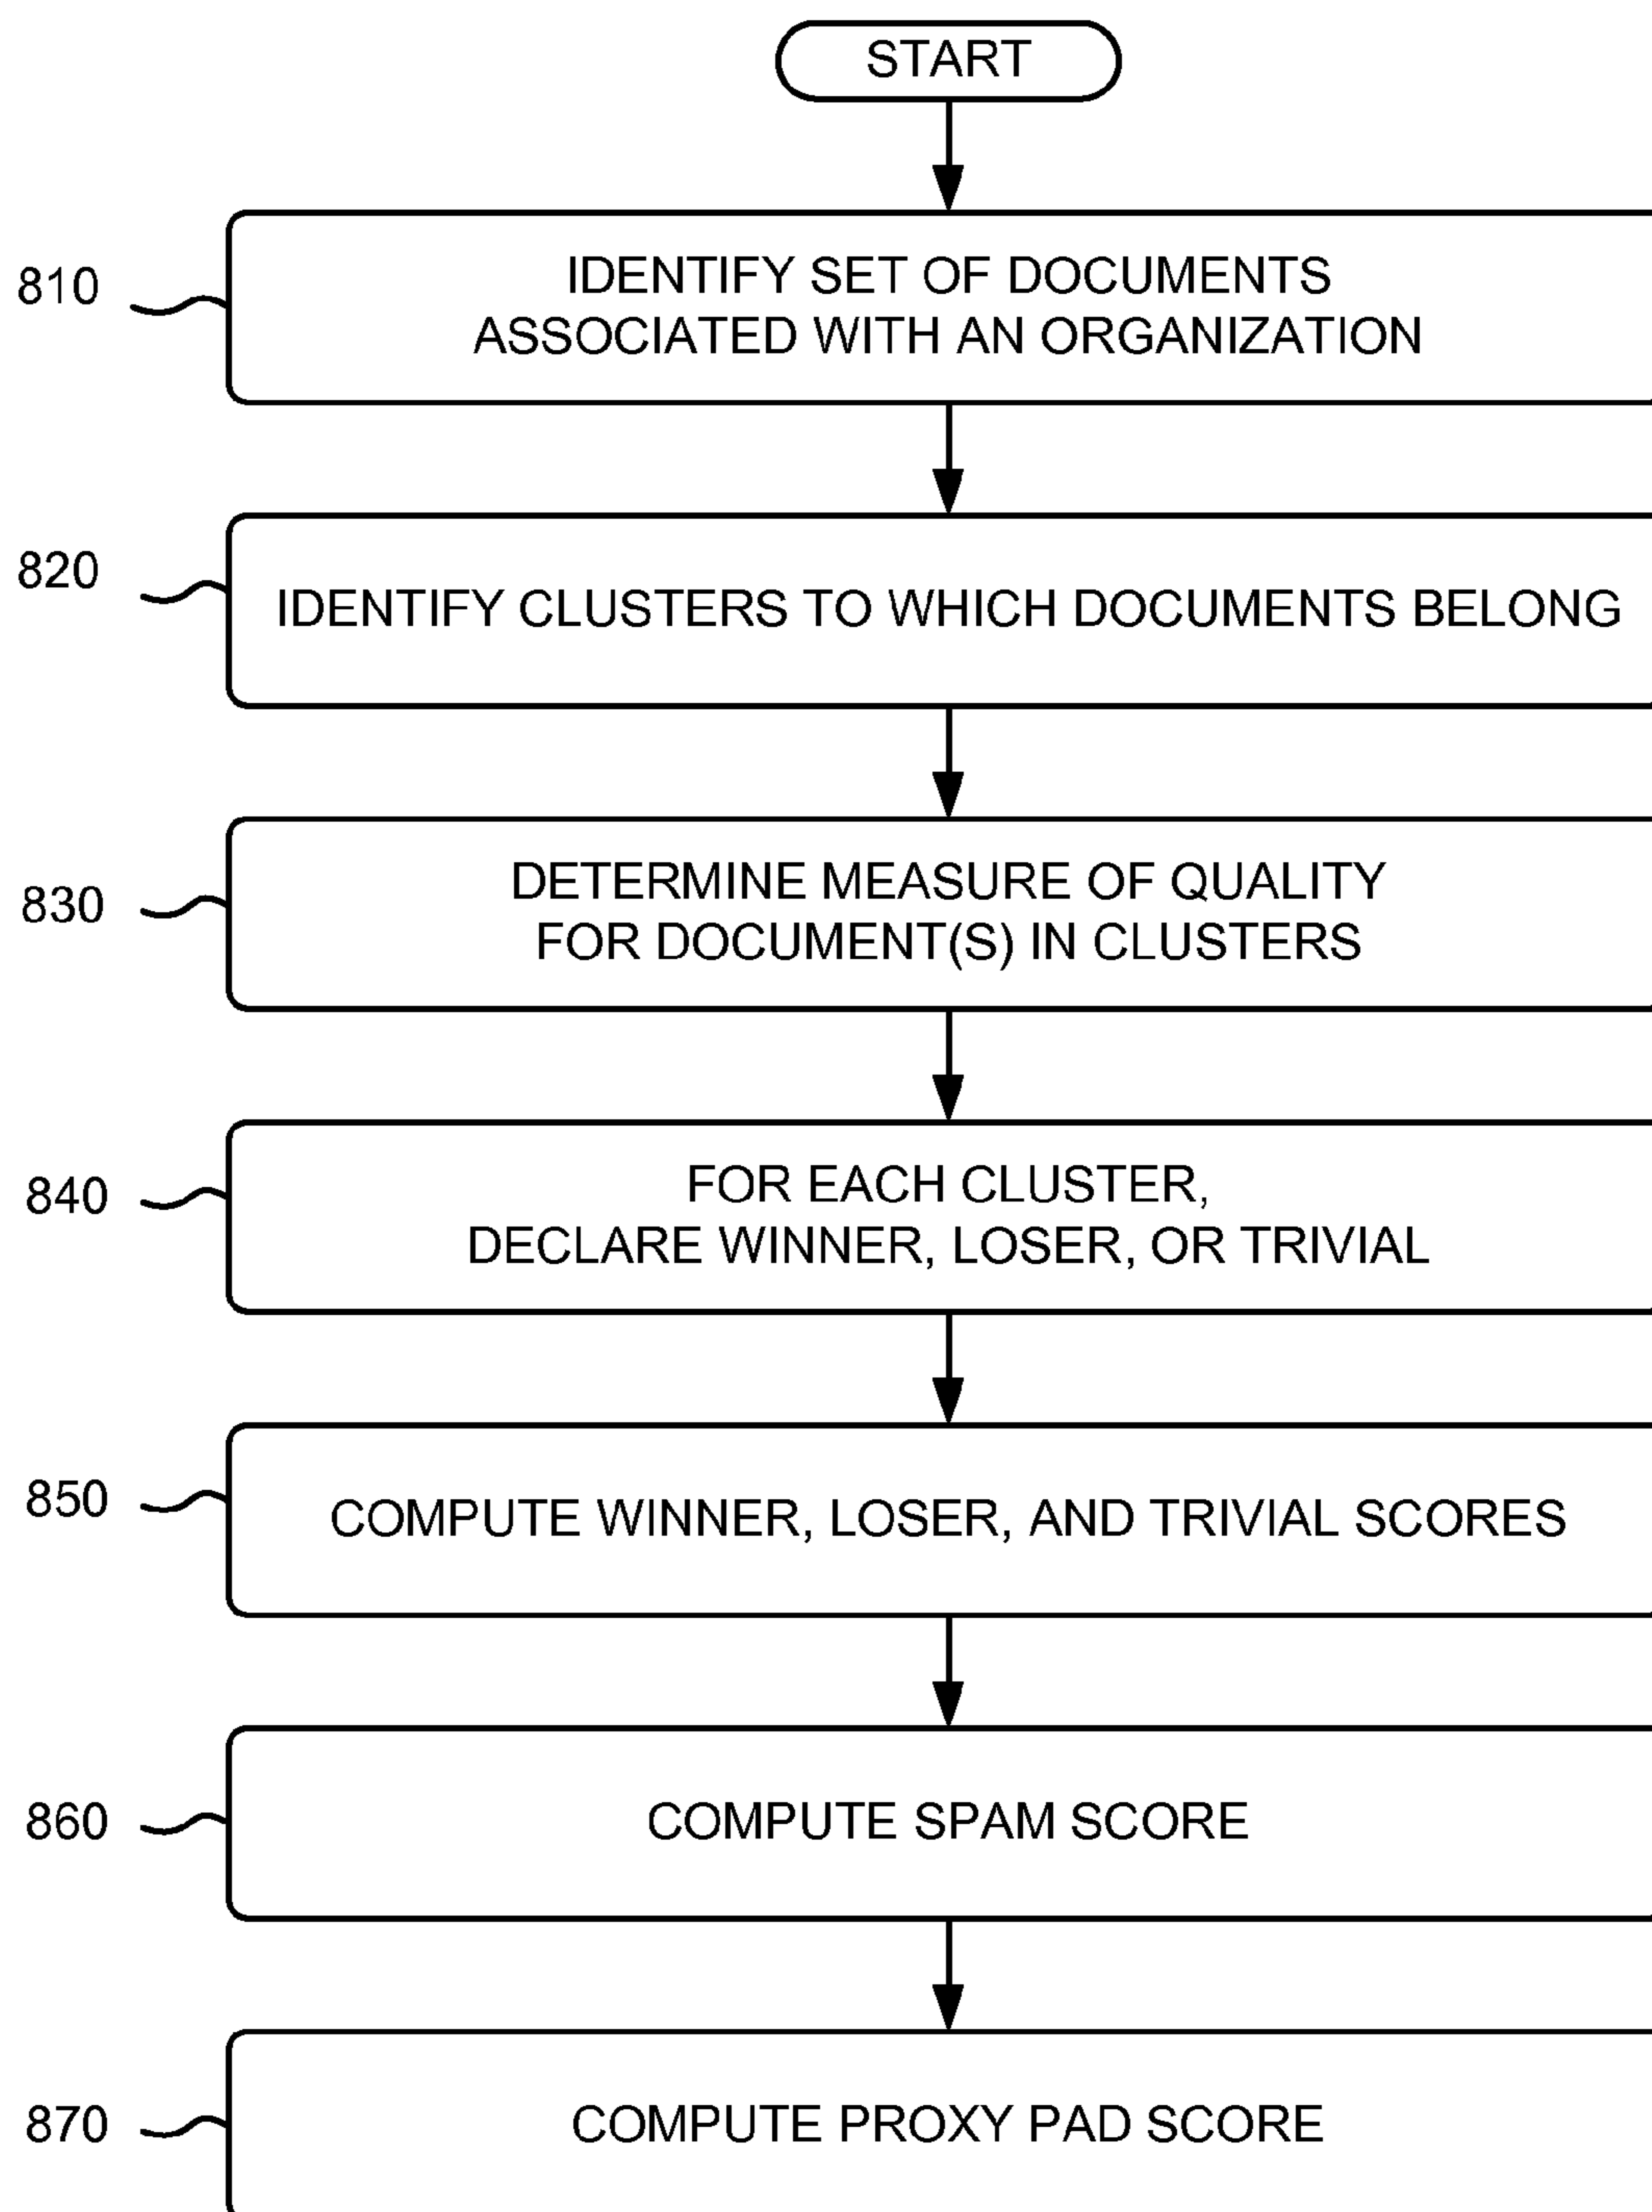 START
810
IDENTIFY SET OF DOCUMENTS
ASSOCIATED WITH AN ORGANIZATION
820
IDENTIFY CLUSTERS TO WHICH DOCUMENTS BELONG
830
DETERMINE MEASURE OF QUALITY
FOR DOCUMENT(S) IN CLUSTERS
840
FOR EACH CLUSTER,
DECLARE WINNER, LOSER, OR TRIVIAL
850
COMPUTE WINNER, LOSER, AND TRIVIAL SCORES
860
COMPUTE SPAM SCORE
870
COMPUTE PROXY PAD SCORE